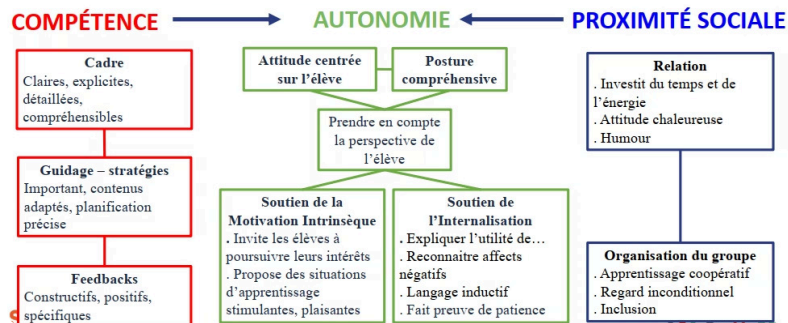 COMPÉTENCE
AUTONOMIE
PROXIMITÉ SOCIALE
Cadre
Claires, explicites,
détaillées,
compréhensibles
Guidage – stratégies
Important, contenus
adaptés, planification
précise
Feedbacks
Constructifs, positifs,
spécifiques
Attitude centrée
sur l’élève
Posture
compréhensive
Prendre en compte
la perspective de
l’élève
Soutien de la
Motivation Intrinsèque
. Invite les élèves à
poursuivre leurs intérêts
. Propose des situations
d’apprentissage
stimulantes, plaisantes
Soutien de
l’Internalisation
. Expliquer l’utilité de…
. Reconnaitre affects
négatifs
. Langage inductif
. Fait preuve de patience
Relation
. Investit du temps et de
l’énergie
. Attitude chaleureuse
. Humour
Organisation du groupe
. Apprentissage coopératif
. Regard inconditionnel
. Inclusion